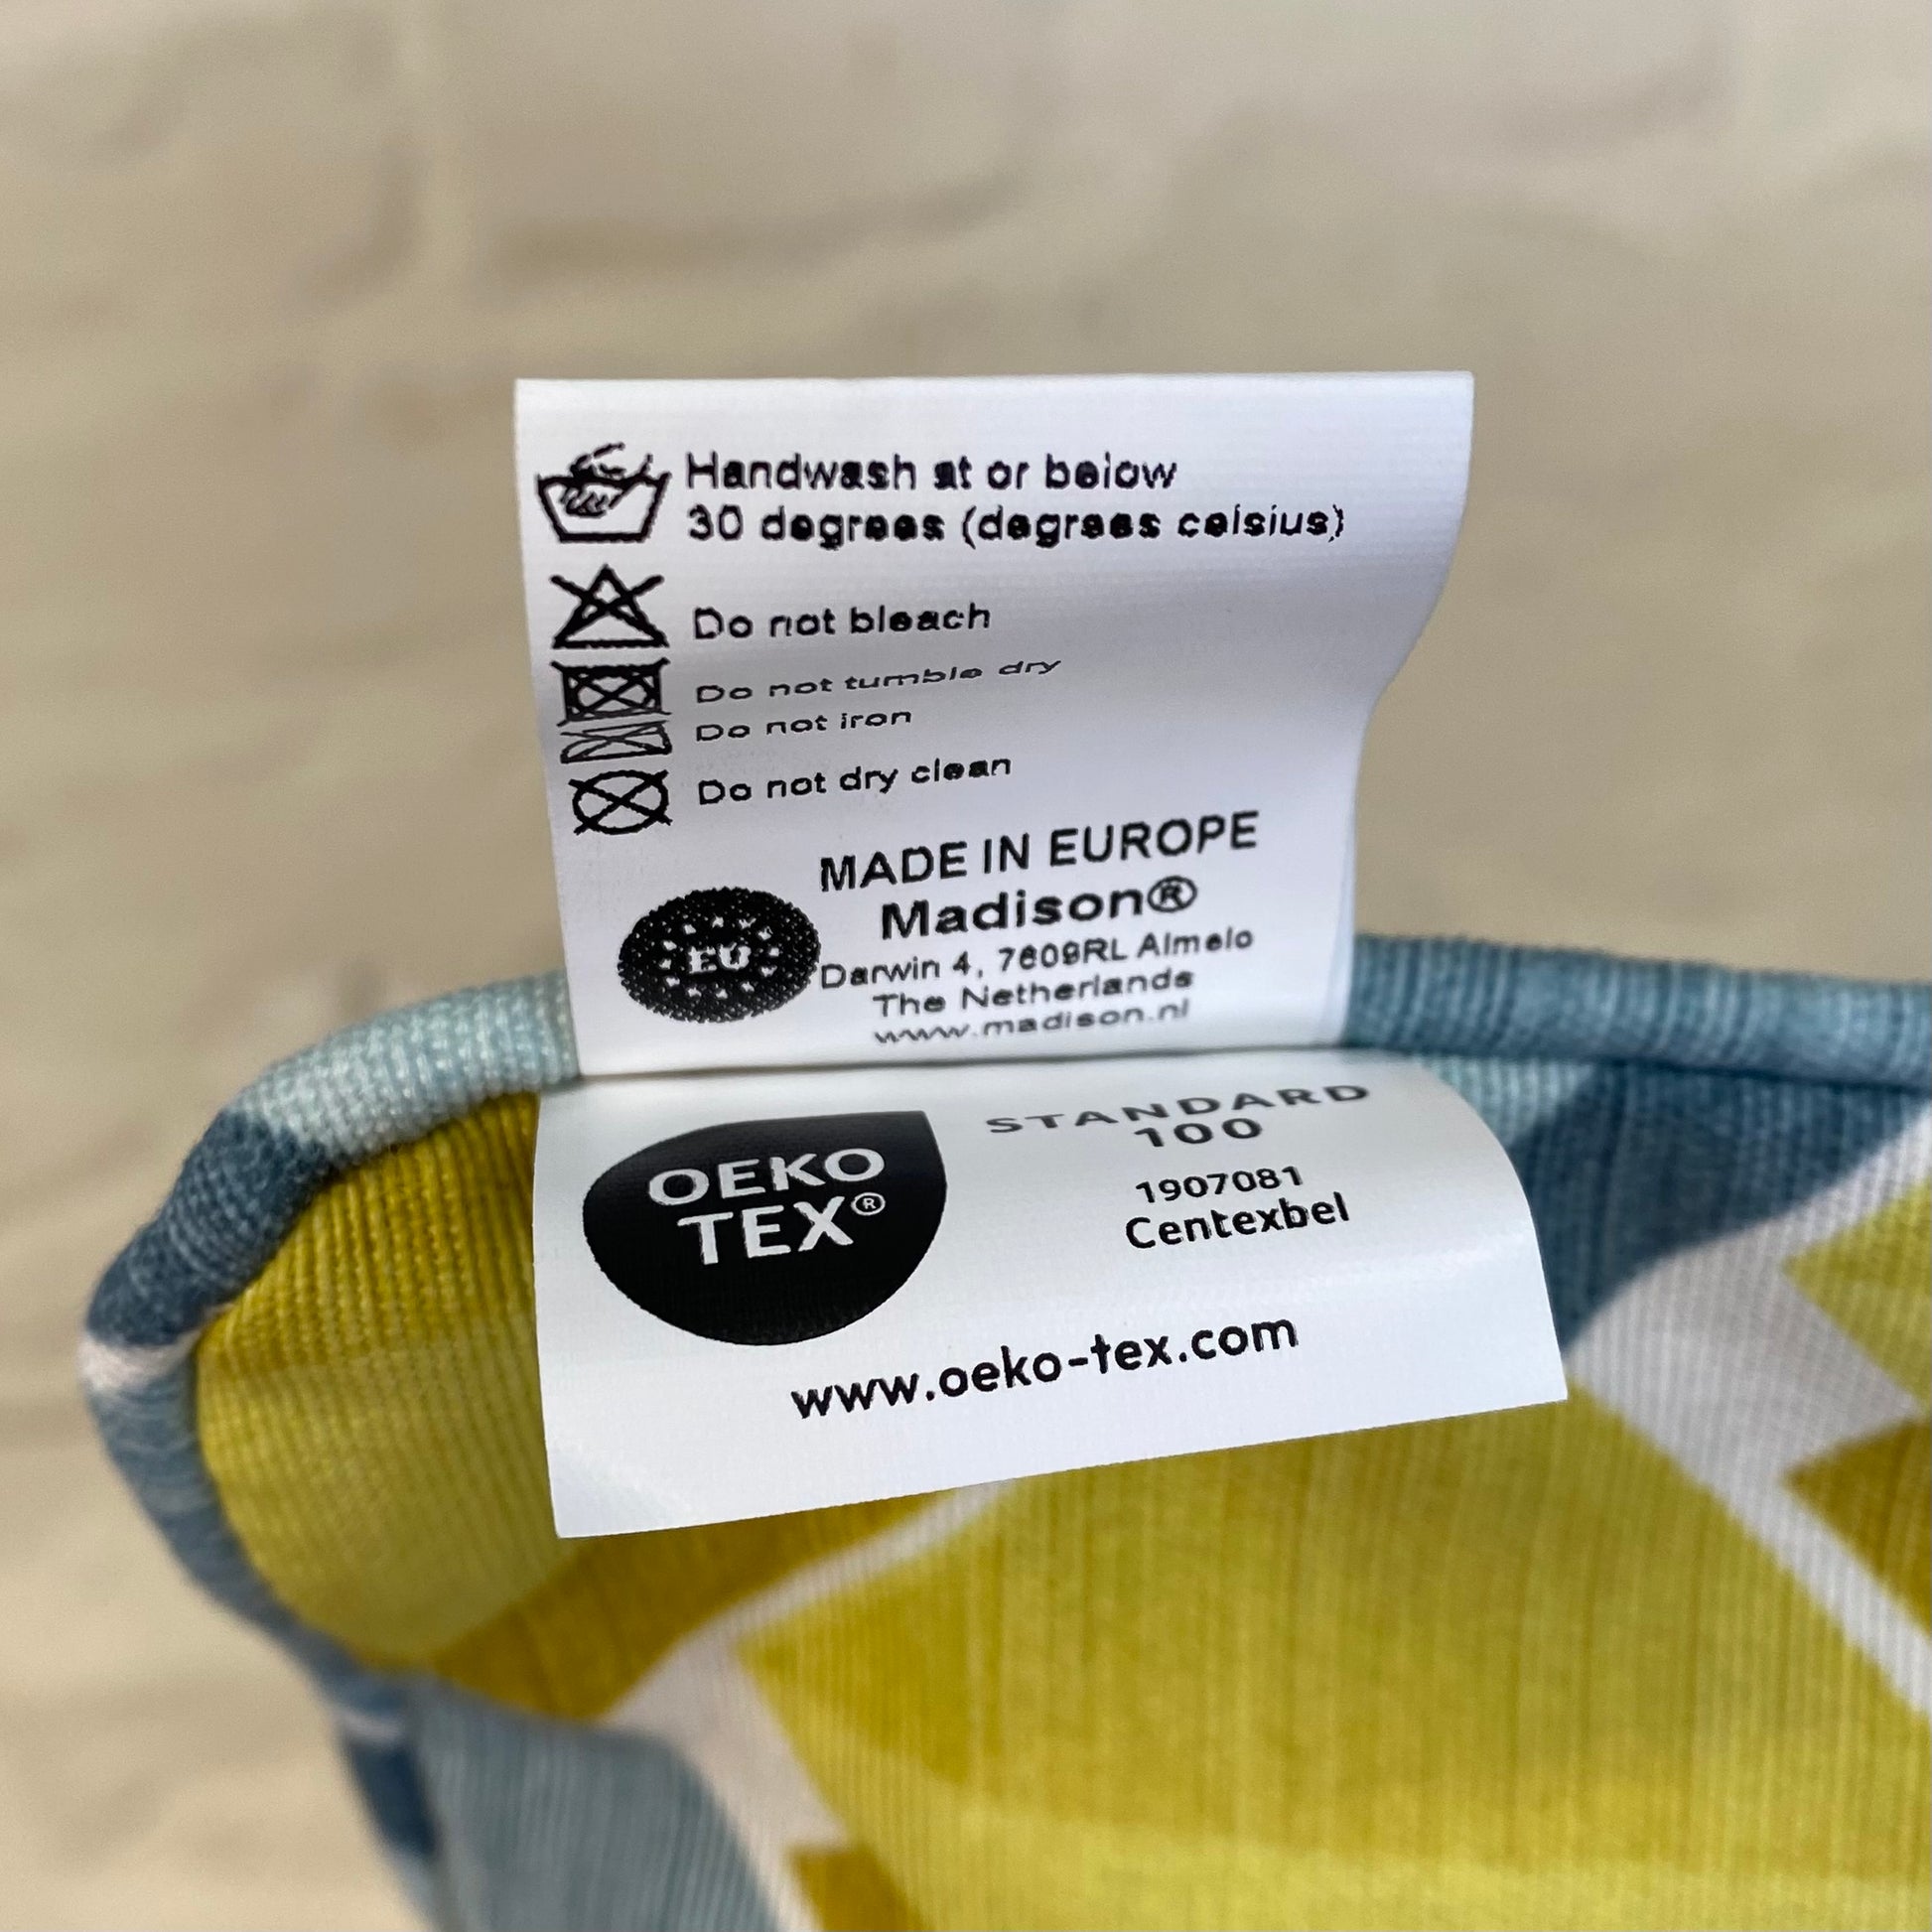 Handwash at or below
30 degrees (degrees celsius)
Do not bleach
Do not tumble dry
Do not iron
Do not dry clean
MADE IN EUROPE
Madison®
EU
Darwin 4, 7609RL Almelo
The Netherlands
www.madison.nl
OEKO
TEX®
STANDARD
100
1907081
Centexbel
www.oeko-tex.com